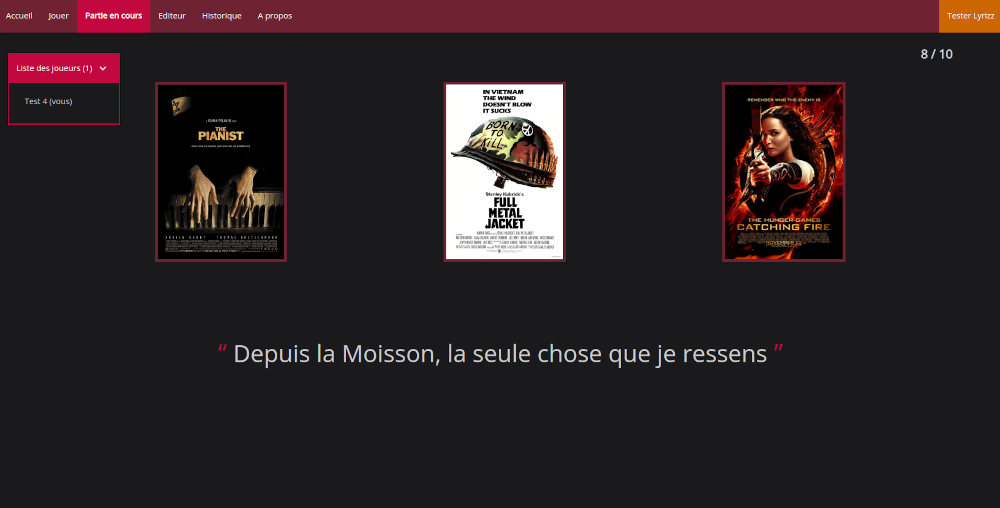 Accueil Jouer Partie en cours Editeur Historique A propos Tester Lyrizz
8 / 10
Liste des joueurs (1)
Test 4 (vous)
THE
PIANIST
IN VIETNAM
THE WIND
DOESN'T BLOW
IT SUCKS
BORN
TO
KILL
Stanley Kubrick's
FULL
METAL
JACKET
REMEMBER WHO THE ENEMY IS
THE HUNGER GAMES
CATCHING FIRE
“ Depuis la Moisson, la seule chose que je ressens ”